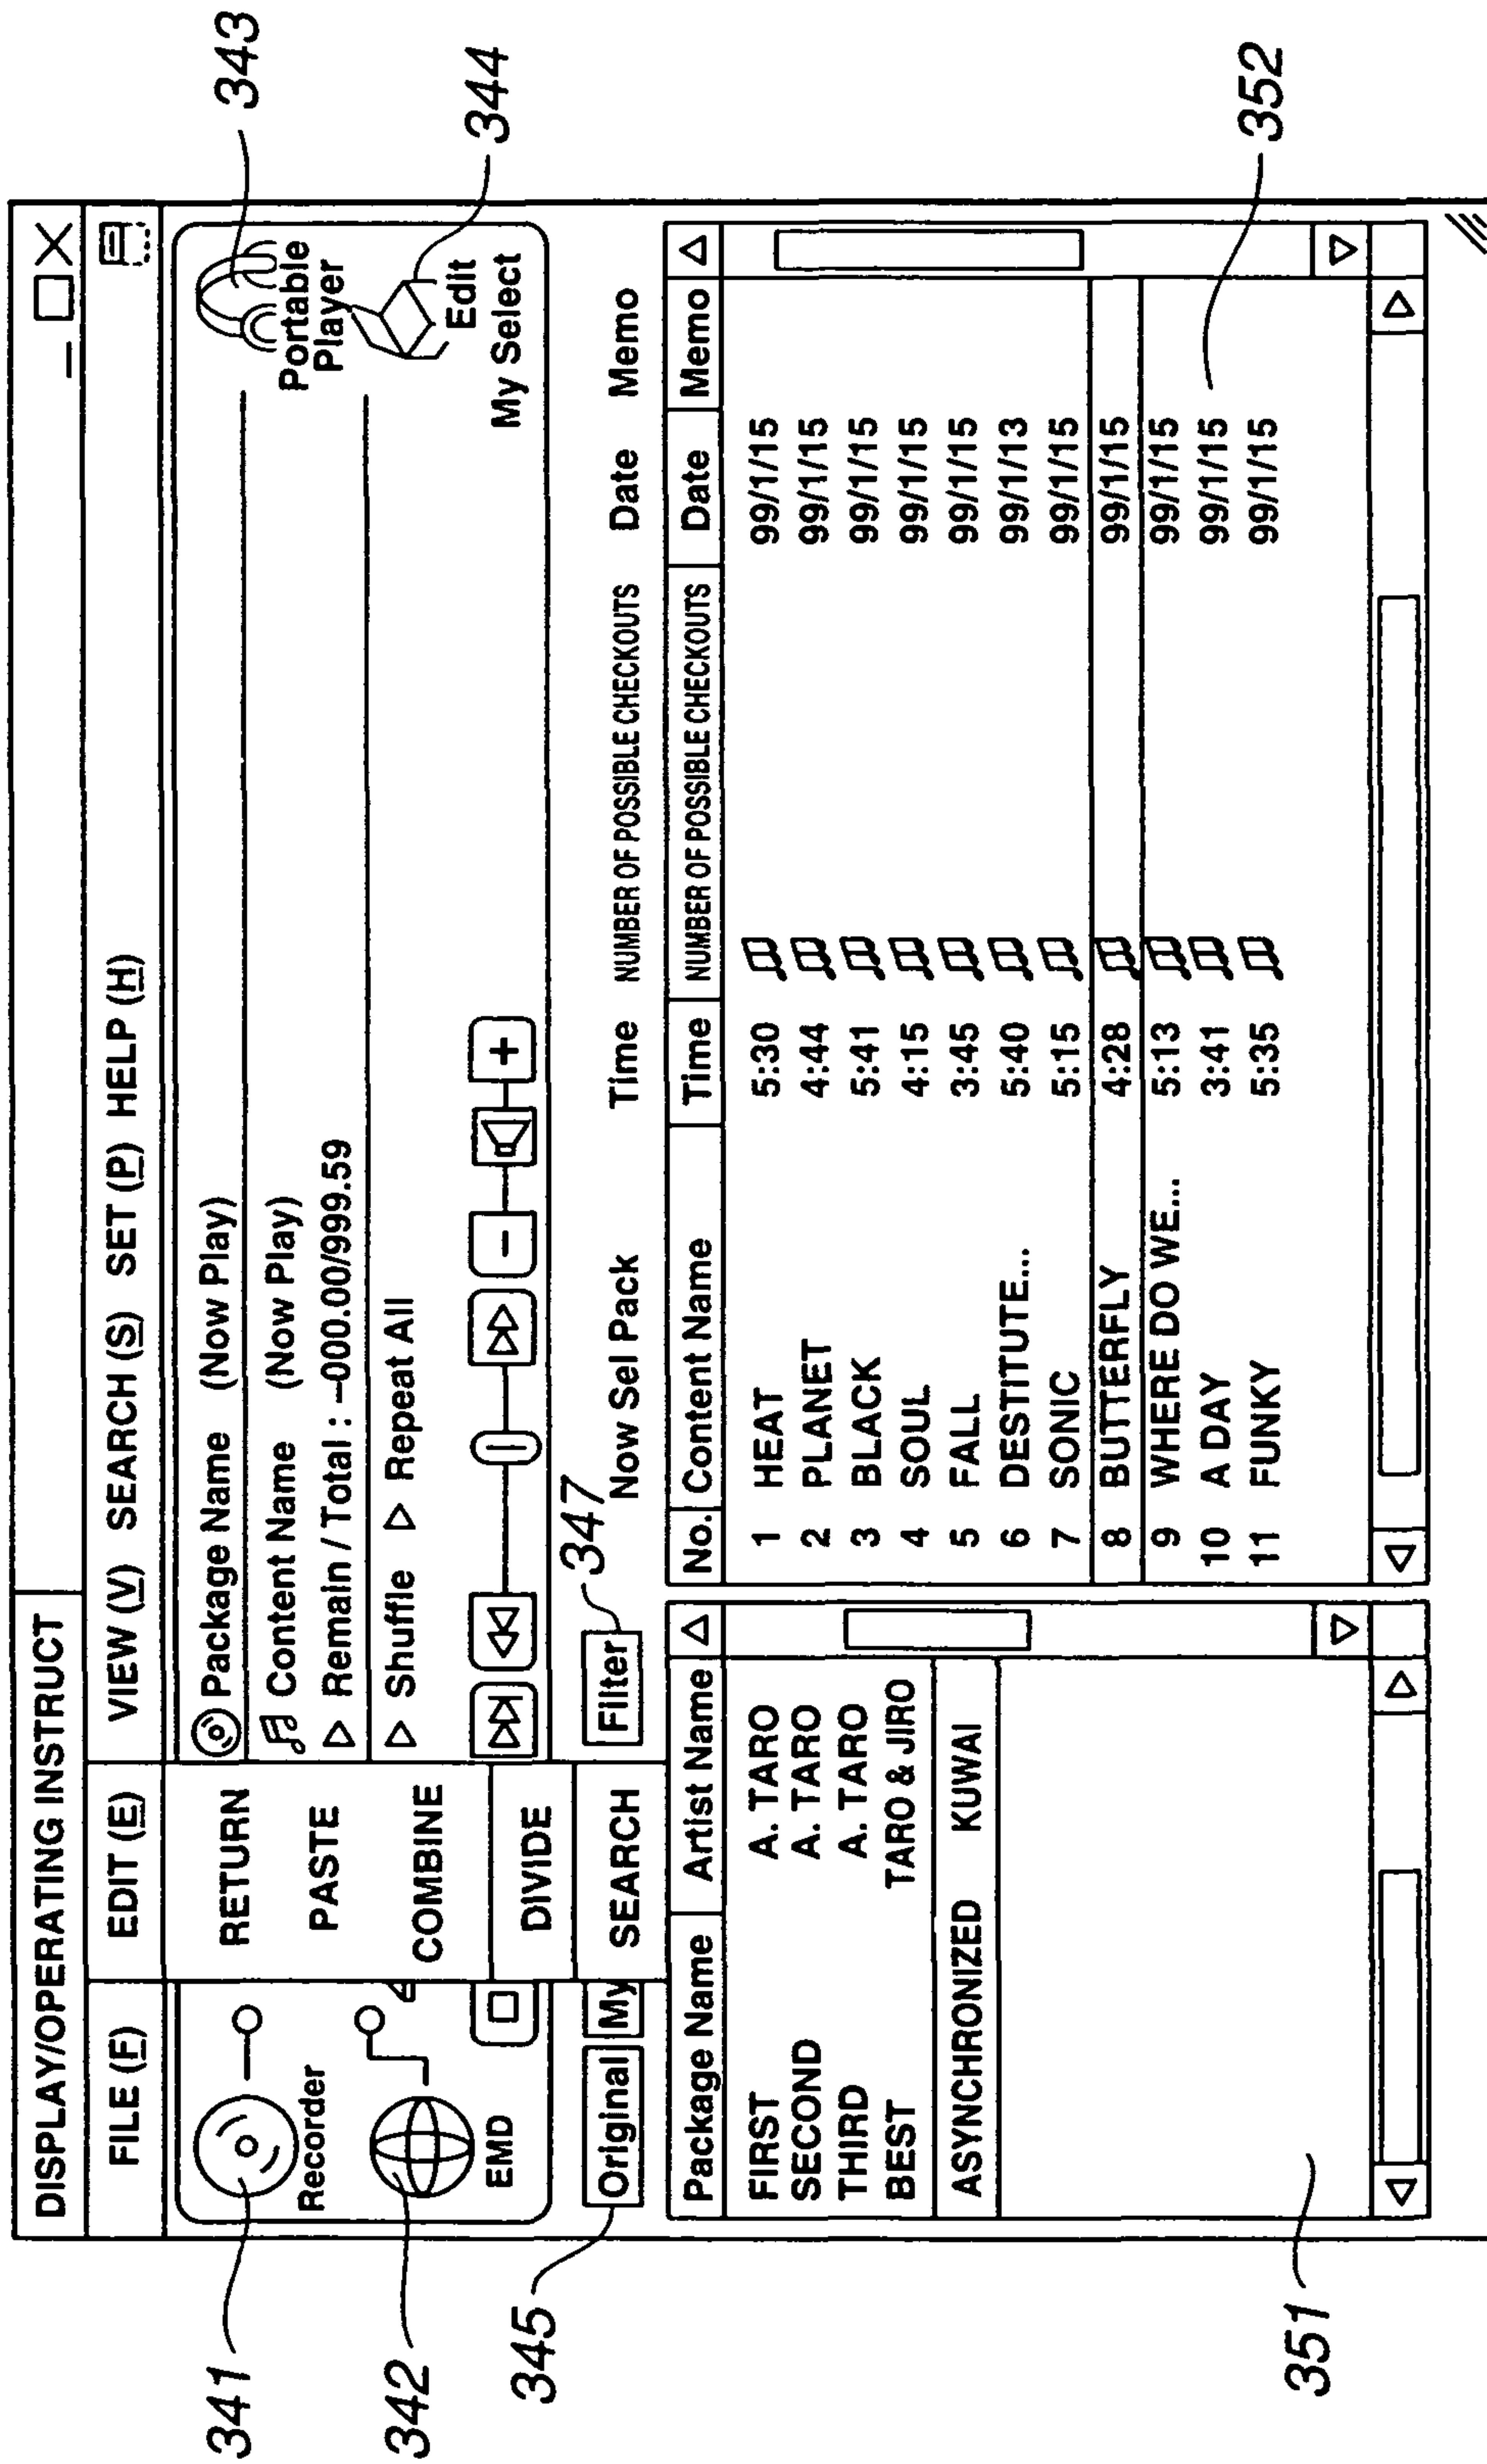 DISPLAY/OPERATING INSTRUCT
FILE (F) EDIT (E) VIEW (V) SEARCH (S) SET (P) HELP (H)
RETURN
PASTE
COMBINE
DIVIDE
SEARCH
341
Recorder
342
EMD
Package Name (Now Play)
Content Name (Now Play)
Remain / Total : –000.00/999.59
Shuffle Repeat All
– +
343
Portable
Player
344
Edit
My Select
345
Original My Filter 347
Now Sel Pack Time NUMBER OF POSSIBLE CHECKOUTS Date Memo
Package Name Artist Name
FIRST A. TARO
SECOND A. TARO
THIRD A. TARO
BEST TARO & JIRO
ASYNCHRONIZED KUWAI
351
No. Content Name Time NUMBER OF POSSIBLE CHECKOUTS Date Memo
1 HEAT 5:30 99/1/15
2 PLANET 4:44 99/1/15
3 BLACK 5:41 99/1/15
4 SOUL 4:15 99/1/15
5 FALL 3:45 99/1/15
6 DESTITUTE... 5:40 99/1/13
7 SONIC 5:15 99/1/15
8 BUTTERFLY 4:28 99/1/15
9 WHERE DO WE... 5:13 99/1/15
10 A DAY 3:41 99/1/15
11 FUNKY 5:35 99/1/15
352